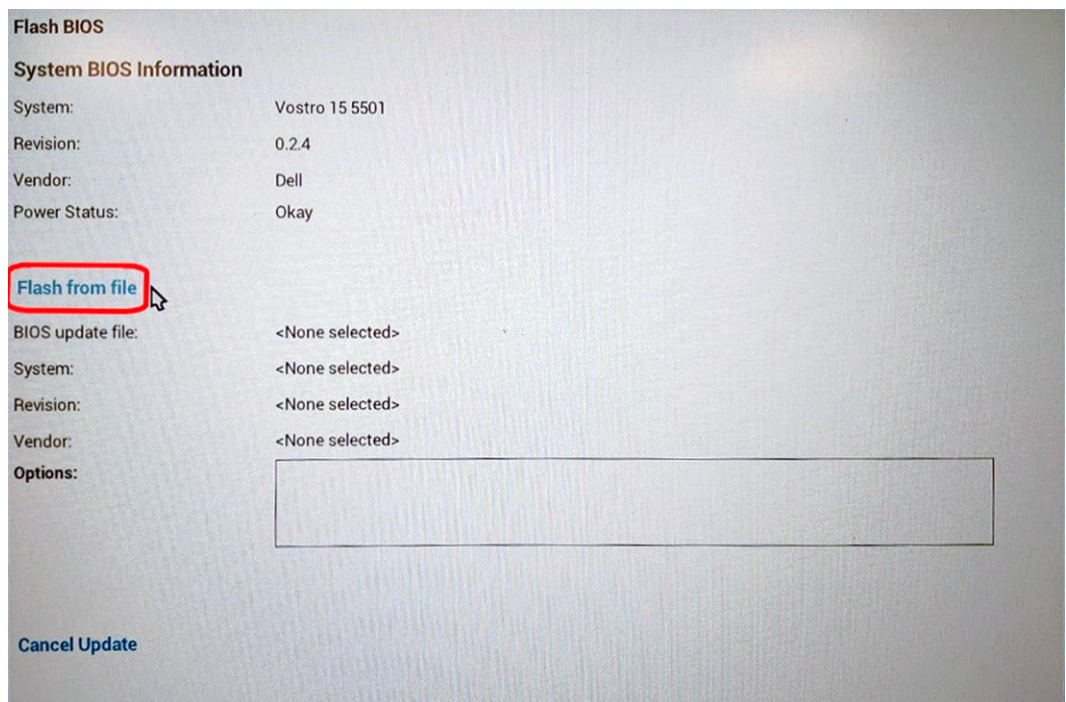 Flash BIOS
System BIOS Information
System: Vostro 15 5501
Revision: 0.2.4
Vendor: Dell
Power Status: Okay
Flash from file
BIOS update file: <None selected>
System: <None selected>
Revision: <None selected>
Vendor: <None selected>
Options:
Cancel Update